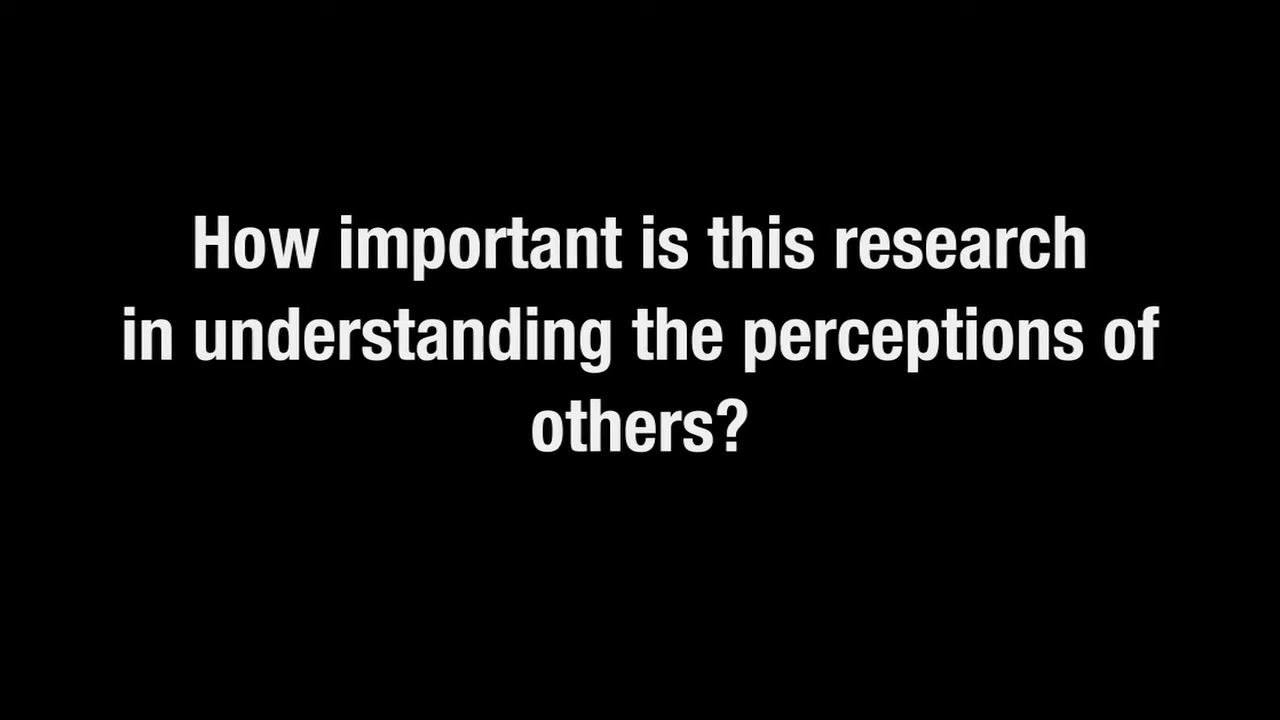 How important is this research
in understanding the perceptions of
others?